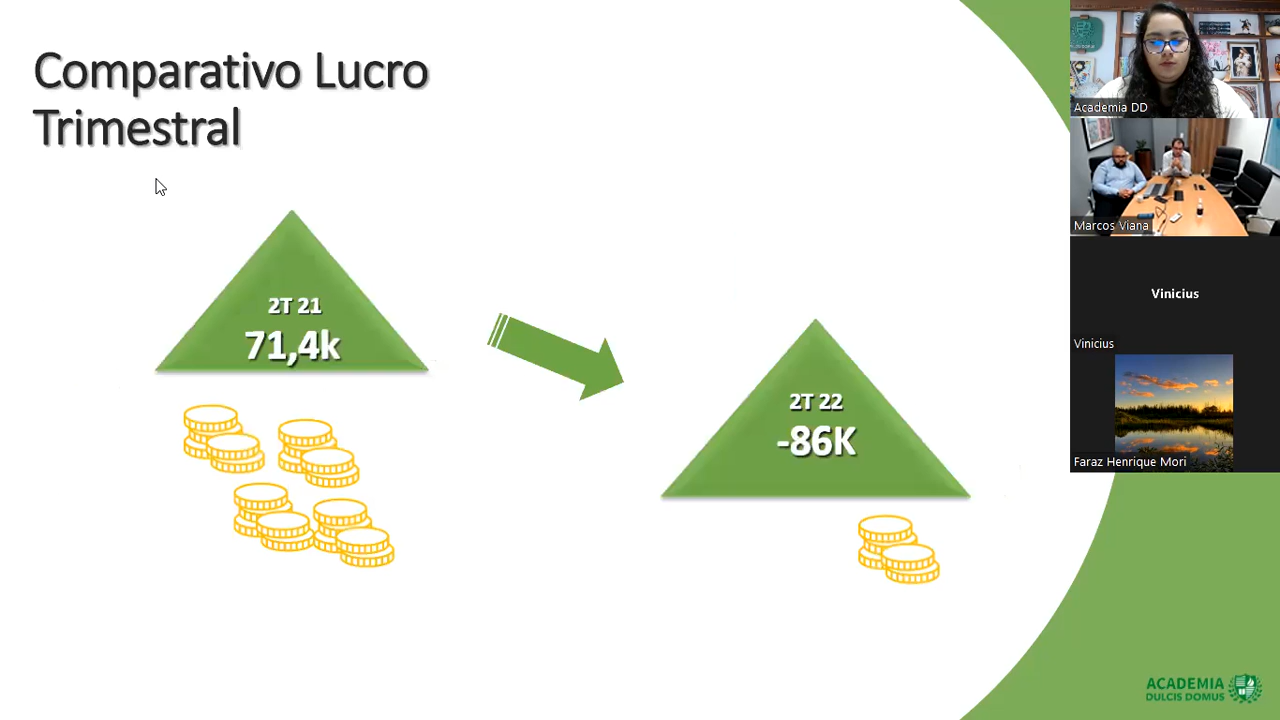 Comparativo Lucro
Trimestral
2T 21
71,4k
2T 22
-86K
Academia DD
Marcos Viana
Vinicius
Vinicius
Faraz Henrique Mori
ACADEMIA
DULCIS DOMUS